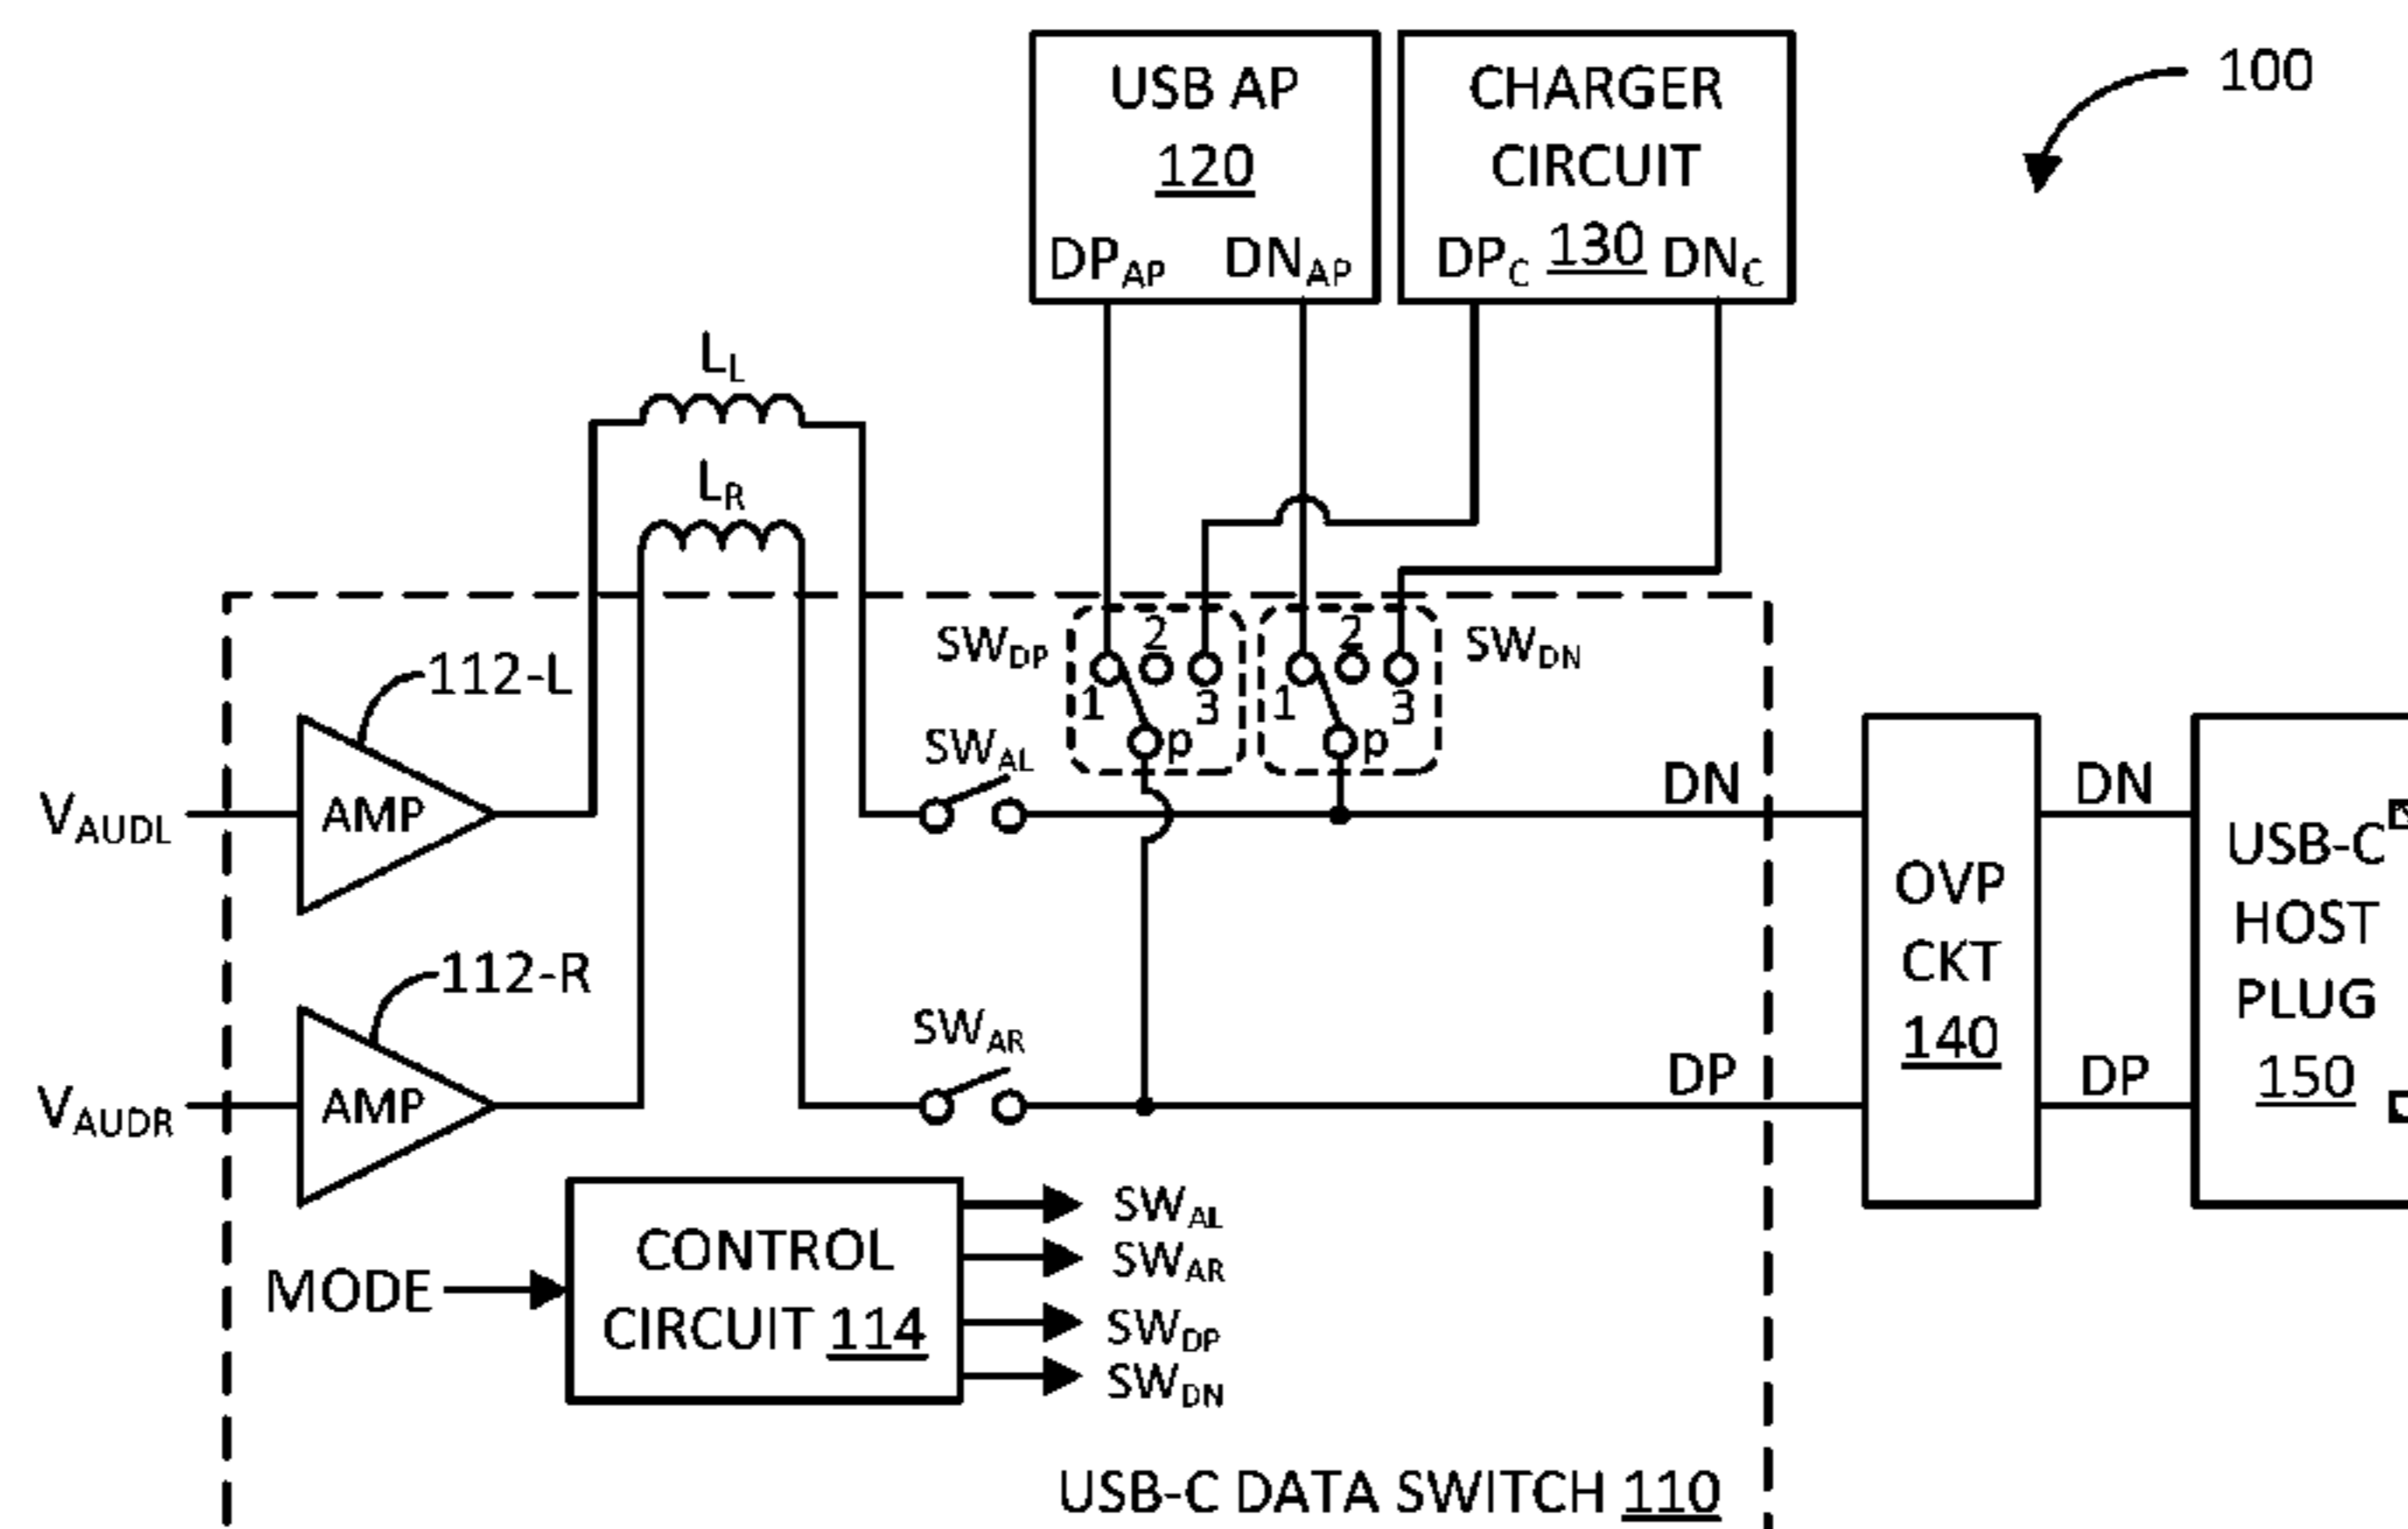 USB AP
120
DPAP DNAP
CHARGER
CIRCUIT
DPC 130 DNC
100
LL
LR
SWDP
2
1
3
p
2
1
3
p
SWDN
112-L
AMP
VAUDL
SWAL
DN
DN
112-R
AMP
VAUDR
SWAR
DP
DP
OVP
CKT
140
USB-C
HOST
PLUG
150
MODE
CONTROL
CIRCUIT 114
SWAL
SWAR
SWDP
SWDN
USB-C DATA SWITCH 110